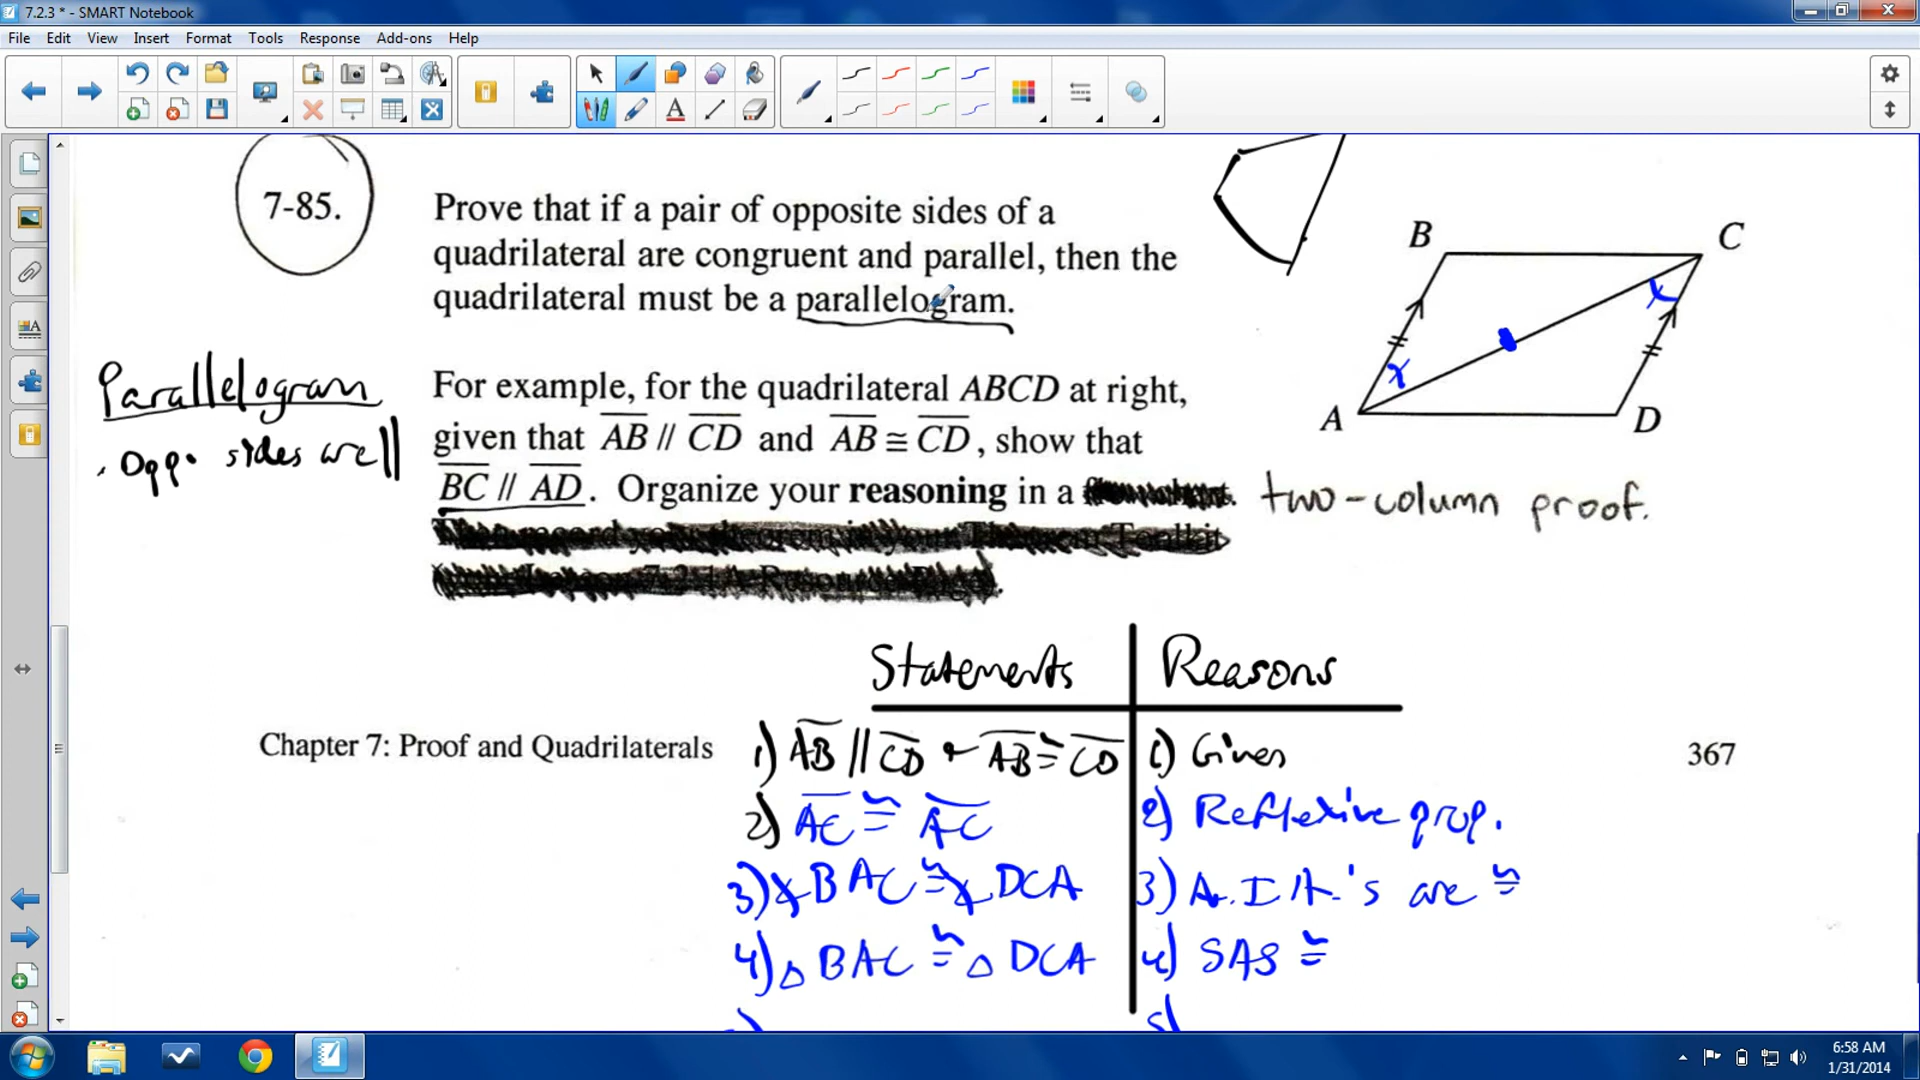 7.2.3 * - SMART Notebook
File Edit View Insert Format Tools Response Add-ons Help
7-85.
Prove that if a pair of opposite sides of a
quadrilateral are congruent and parallel, then the
quadrilateral must be a parallelogram.
B C
A D
Parallelogram
. Opp. sides are ||
For example, for the quadrilateral ABCD at right,
given that AB // CD and AB ≅ CD, show that
BC // AD. Organize your reasoning in a two-column proof.
Statements Reasons
Chapter 7: Proof and Quadrilaterals
367
1) AB || CD + AB ≅ CD 1) Given
2) AC ≅ AC 2) Reflexive prop.
3) ∡BAC ≅ ∡DCA 3) A.I.A.'s are ≅
4) △BAC ≅ △DCA 4) SAS ≅
5) 5)
6:58 AM
1/31/2014